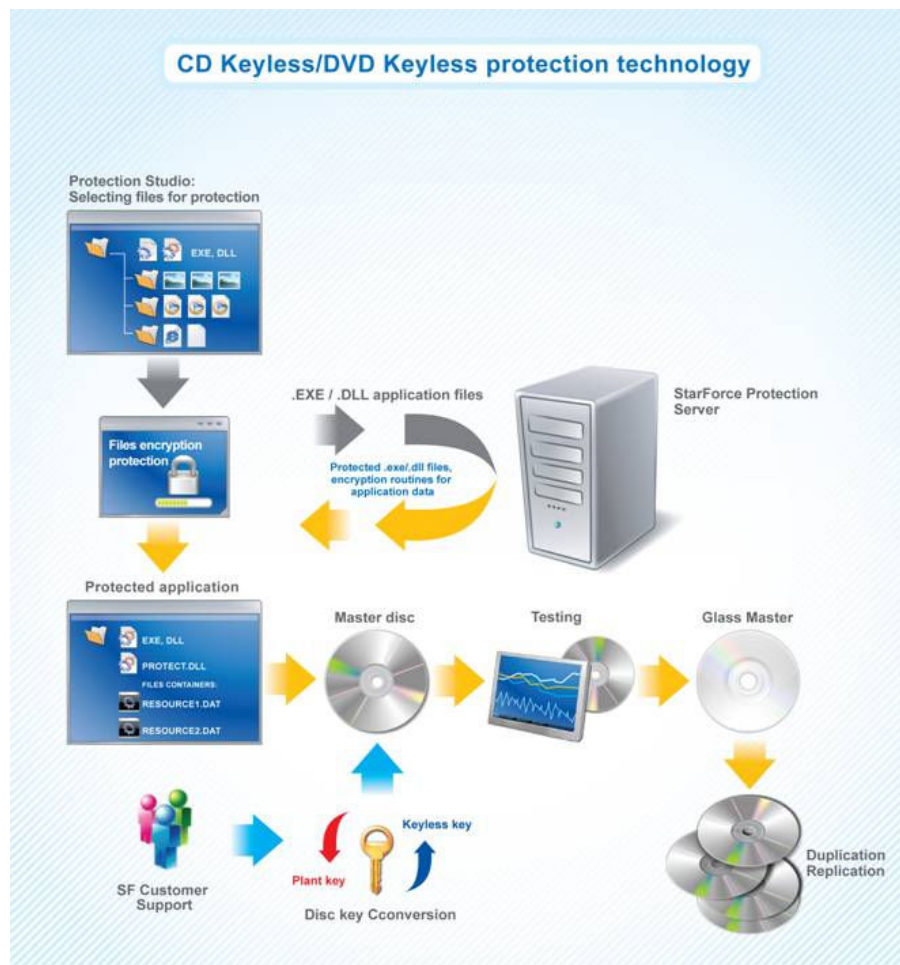 CD Keyless/DVD Keyless protection technology
Protection Studio:
Selecting files for protection
EXE, DLL
.EXE / .DLL application files
StarForce Protection
Server
Files encryption
protection
Protected .exe/.dll files,
encryption routines for
application data
Protected application
EXE, DLL
PROTECT.DLL
FILES CONTAINERS:
RESOURCE1.DAT
RESOURCE2.DAT
Master disc
Testing
Glass Master
SF Customer
Support
Plant key
Keyless key
Disc key Cconversion
Duplication
Replication